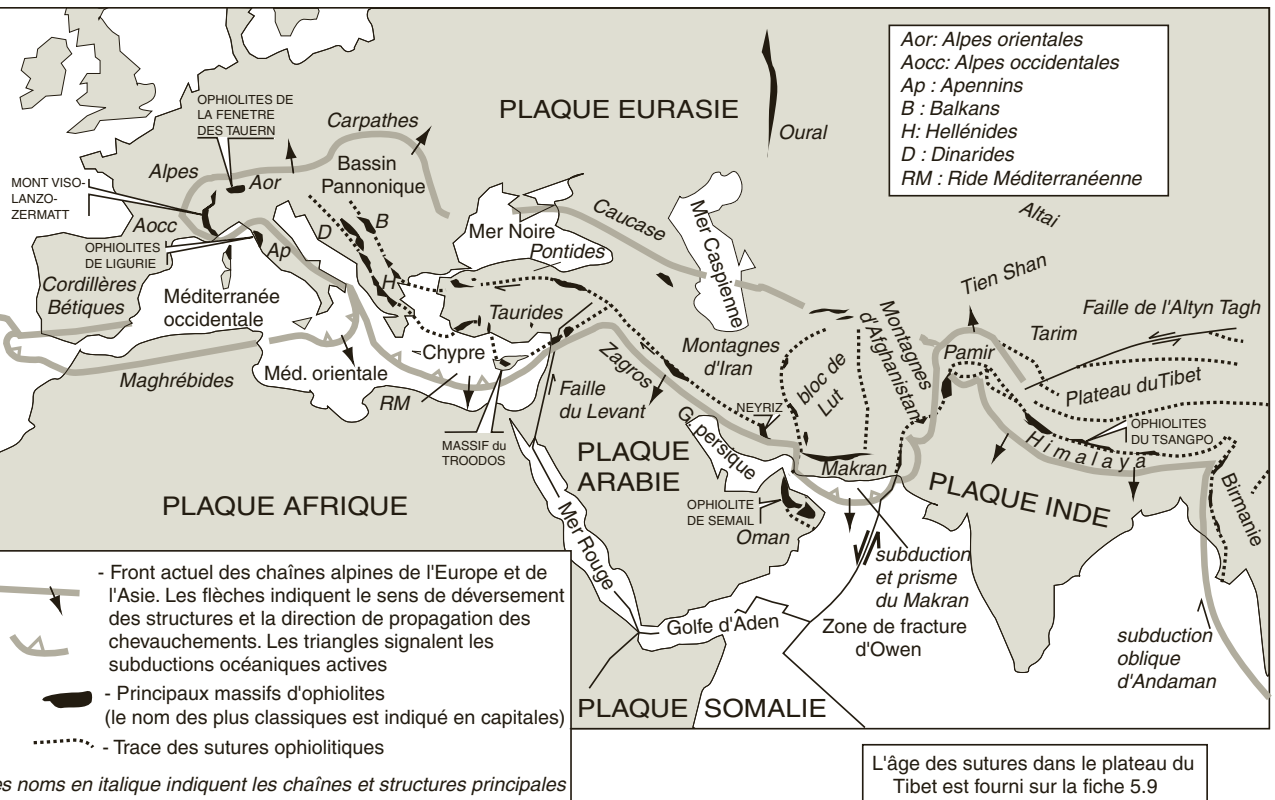 Aor: Alpes orientales
Aocc: Alpes occidentales
Ap : Apennins
B : Balkans
H: Hellénides
D : Dinarides
RM : Ride Méditerranéenne
OPHIOLITES DE
LA FENETRE
DES TAUERN
PLAQUE EURASIE
Carpathes
Oural
Alpes
Aor
Bassin
Pannonique
MONT VISO-
LANZO-
ZERMATT
Aocc
OPHIOLITES
DE LIGURIE
Ap
D
B
H
Mer Noire
Pontides
Caucase
Mer Caspienne
Altai
Tien Shan
Cordillères
Bétiques
Méditerranée
occidentale
Taurides
Chypre
Maghrébides
Méd. orientale
RM
Faille
du Levant
MASSIF du
TROODOS
Zagros
Montagnes
d'Iran
bloc de
Lut
Montagnes
d'Afghanistan
Pamir
Tarim
Faille de l'Altyn Tagh
Plateau duTibet
OPHIOLITES
DU TSANGPO
Himalaya
Birmanie
NEYRIZ
G. persique
PLAQUE
ARABIE
Makran
PLAQUE INDE
OPHIOLITE
DE SEMAIL
Oman
PLAQUE AFRIQUE
Mer Rouge
Golfe d'Aden
subduction
et prisme
du Makran
Zone de fracture
d'Owen
subduction
oblique
d'Andaman
PLAQUE SOMALIE
- Front actuel des chaînes alpines de l'Europe et de
l'Asie. Les flèches indiquent le sens de déversement
des structures et la direction de propagation des
chevauchements. Les triangles signalent les
subductions océaniques actives
- Principaux massifs d'ophiolites
(le nom des plus classiques est indiqué en capitales)
- Trace des sutures ophiolitiques
es noms en italique indiquent les chaînes et structures principales
L'âge des sutures dans le plateau du
Tibet est fourni sur la fiche 5.9